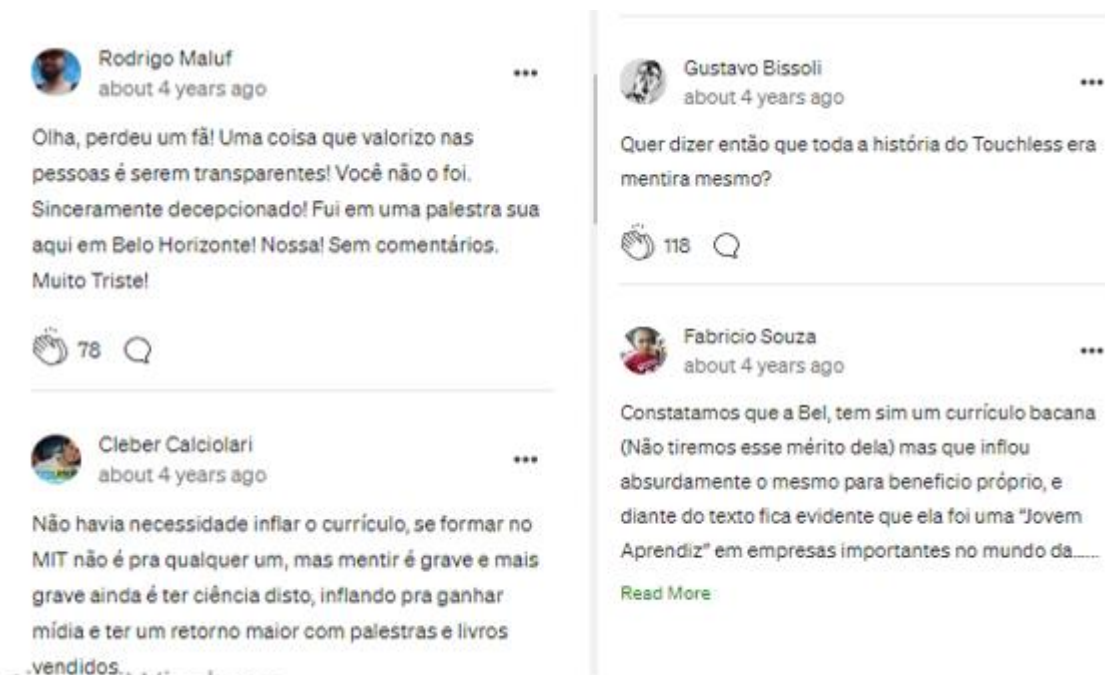 Rodrigo Maluf
about 4 years ago
Olha, perdeu um fã! Uma coisa que valorizo nas
pessoas é serem transparentes! Você não o foi.
Sinceramente decepcionado! Fui em uma palestra sua
aqui em Belo Horizonte! Nossa! Sem comentários.
Muito Triste!
78
Cleber Calciolari
about 4 years ago
Não havia necessidade inflar o currículo, se formar no
MIT não é pra qualquer um, mas mentir é grave e mais
grave ainda é ter ciência disto, inflando pra ganhar
mídia e ter um retorno maior com palestras e livros
vendidos.
Gustavo Bissoli
about 4 years ago
Quer dizer então que toda a história do Touchless era
mentira mesmo?
118
Fabricio Souza
about 4 years ago
Constatamos que a Bel, tem sim um currículo bacana
(Não tiremos esse mérito dela) mas que inflou
absurdamente o mesmo para beneficio próprio, e
diante do texto fica evidente que ela foi uma "Jovem
Aprendiz" em empresas importantes no mundo da......
Read More